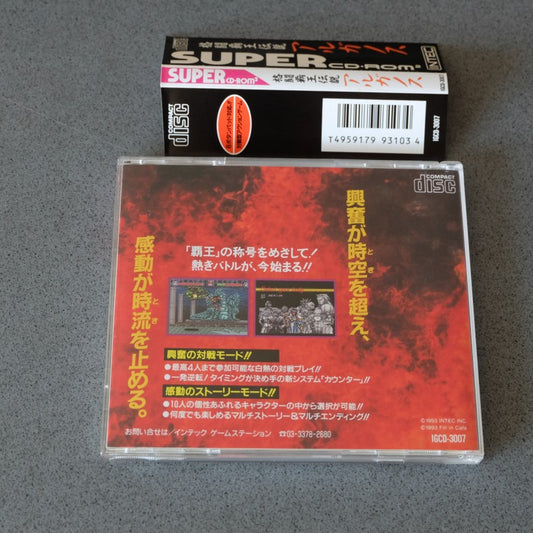 格闘覇王伝説 アルガノス
SUPER CD-ROM²
INTEC
SUPER CD-ROM²
格闘覇王伝説 アルガノス
IGCD-3007
COMPACT
disc
T4959179 93103 4
IGCD-3007
COMPACT
disc
興奮が時空を超え、
とき
感動が時流を止める。
とき
「覇王」の称号をめざして!
熱きバトルが、今始まる!!
興奮の対戦モード!!
●最高4人まで参加可能な白熱の対戦プレイ!!
●一発逆転!タイミングが決め手の新システム「カウンター」!!
感動のストーリーモード!!
●10人の個性あふれるキャラクターの中から選択が可能!!
●何度でも楽しめるマルチストーリー&マルチエンディング!!
お問い合せは/インテック ゲームステーション ☎03-3378-2680
©1993 INTEC INC
©1993 Fill in Cafe
IGCD-3007